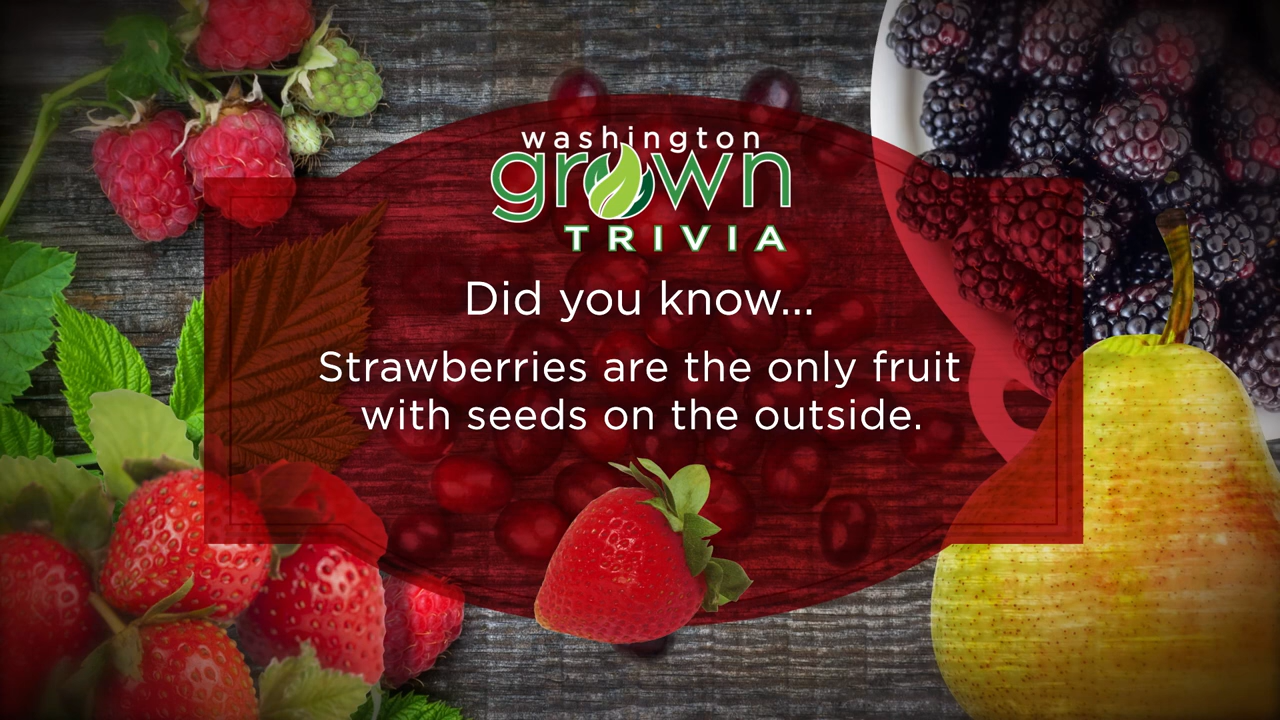 washington
grown
TRIVIA
Did you know...
Strawberries are the only fruit
with seeds on the outside.